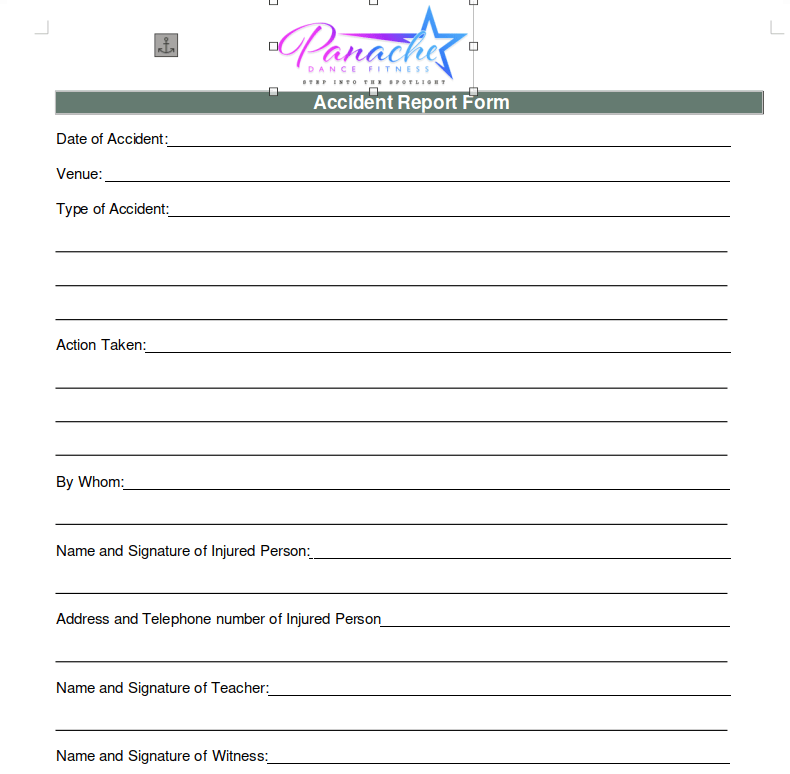 Panache
DANCE FITNESS
STEP INTO THE SPOTLIGHT
Accident Report Form
Date of Accident:
Venue:
Type of Accident:
Action Taken:
By Whom:
Name and Signature of Injured Person:
Address and Telephone number of Injured Person
Name and Signature of Teacher:
Name and Signature of Witness: